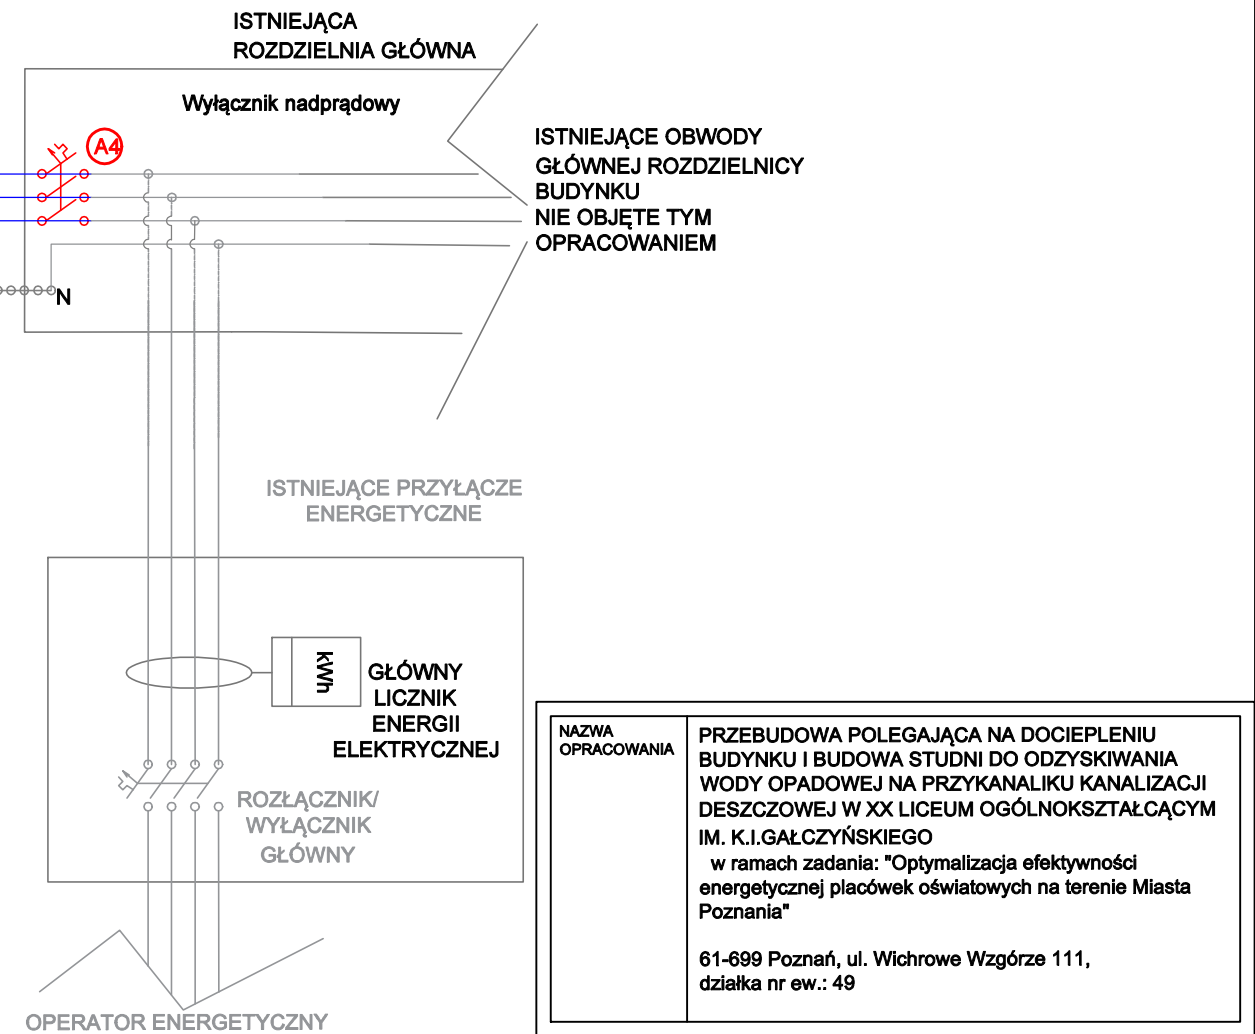 ISTNIEJĄCA
ROZDZIELNIA GŁÓWNA
Wyłącznik nadprądowy
A4
ISTNIEJĄCE OBWODY
GŁÓWNEJ ROZDZIELNICY
BUDYNKU
NIE OBJĘTE TYM
OPRACOWANIEM
N
ISTNIEJĄCE PRZYŁĄCZE
ENERGETYCZNE
kWh
GŁÓWNY
LICZNIK
ENERGII
ELEKTRYCZNEJ
ROZŁĄCZNIK/
WYŁĄCZNIK
GŁÓWNY
OPERATOR ENERGETYCZNY
NAZWA
OPRACOWANIA
PRZEBUDOWA POLEGAJĄCA NA DOCIEPLENIU
BUDYNKU I BUDOWA STUDNI DO ODZYSKIWANIA
WODY OPADOWEJ NA PRZYKANALIKU KANALIZACJI
DESZCZOWEJ W XX LICEUM OGÓLNOKSZTAŁCĄCYM
IM. K.I.GAŁCZYŃSKIEGO
w ramach zadania: "Optymalizacja efektywności
energetycznej placówek oświatowych na terenie Miasta
Poznania"
61-699 Poznań, ul. Wichrowe Wzgórze 111,
działka nr ew.: 49